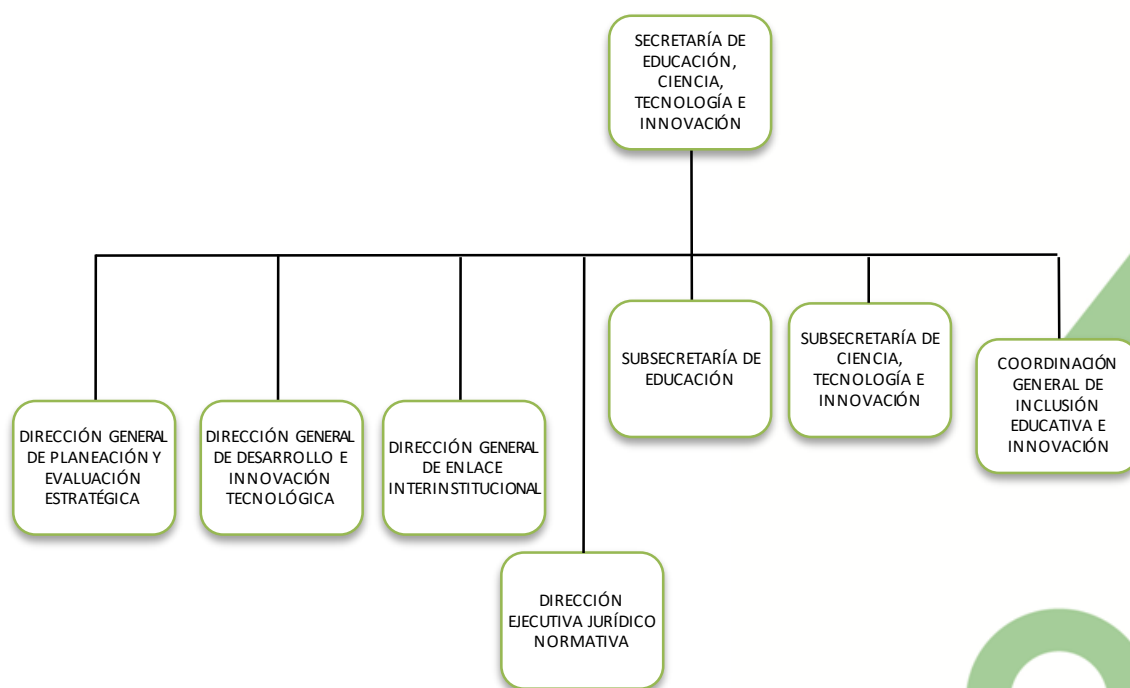 SECRETARÍA DE
EDUCACIÓN,
CIENCIA,
TECNOLOGÍA E
INNOVACIÓN
SUBSECRETARÍA DE
EDUCACIÓN
SUBSECRETARÍA DE
CIENCIA,
TECNOLOGÍA E
INNOVACIÓN
COORDINACIÓN
GENERAL DE
INCLUSIÓN
EDUCATIVA E
INNOVACIÓN
DIRECCIÓN GENERAL
DE PLANEACIÓN Y
EVALUACIÓN
ESTRATÉGICA
DIRECCIÓN GENERAL
DE DESARROLLO E
INNOVACIÓN
TECNOLÓGICA
DIRECCIÓN GENERAL
DE ENLACE
INTERINSTITUCIONAL
DIRECCIÓN
EJECUTIVA JURÍDICO
NORMATIVA